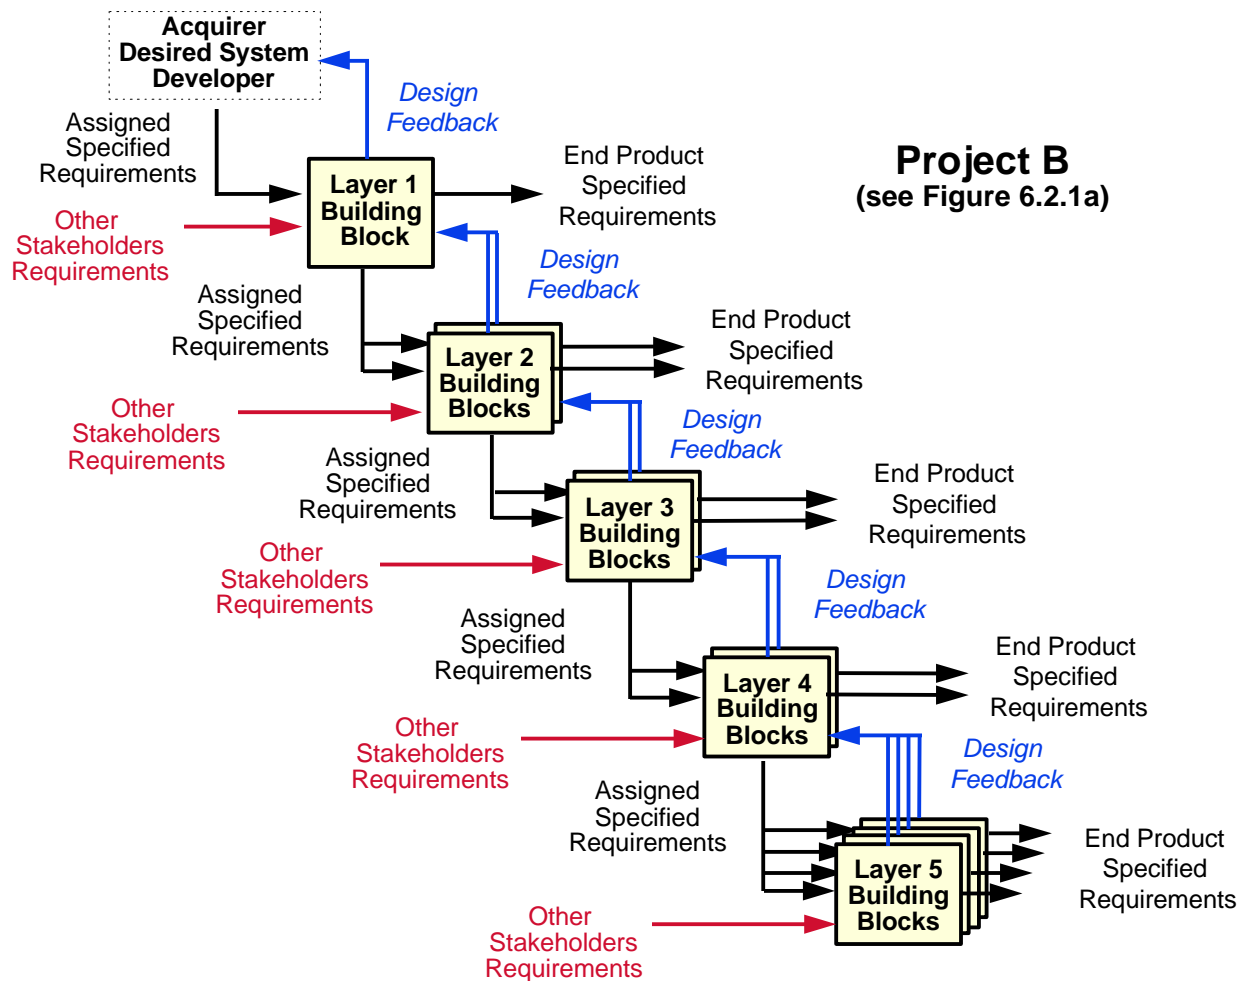 Acquirer
Desired System
Developer
Design
Feedback
Assigned
Specified
Requirements
End Product
Specified
Requirements
Project B
(see Figure 6.2.1a)
Layer 1
Building
Block
Other
Stakeholders
Requirements
Design
Feedback
Assigned
Specified
Requirements
End Product
Specified
Requirements
Layer 2
Building
Blocks
Other
Stakeholders
Requirements
Design
Feedback
Assigned
Specified
Requirements
End Product
Specified
Requirements
Layer 3
Building
Blocks
Other
Stakeholders
Requirements
Design
Feedback
Assigned
Specified
Requirements
End Product
Specified
Requirements
Layer 4
Building
Blocks
Other
Stakeholders
Requirements
Design
Feedback
Assigned
Specified
Requirements
End Product
Specified
Requirements
Layer 5
Building
Blocks
Other
Stakeholders
Requirements